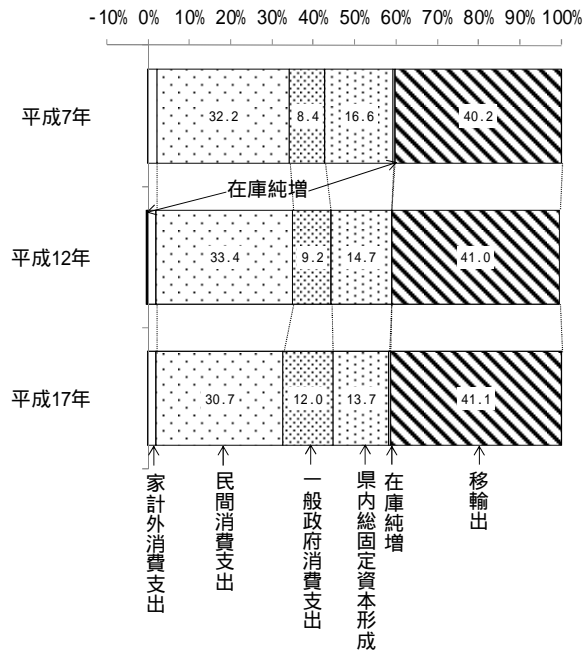 -10% 0% 10% 20% 30% 40% 50% 60% 70% 80% 90% 100%
平成7年
32.2 8.4 16.6 40.2
在庫純増
平成12年
33.4 9.2 14.7 41.0
平成17年
30.7 12.0 13.7 41.1
家計外消費支出
民間消費支出
一般政府消費支出
県内総固定資本形成
在庫純増
移輸出